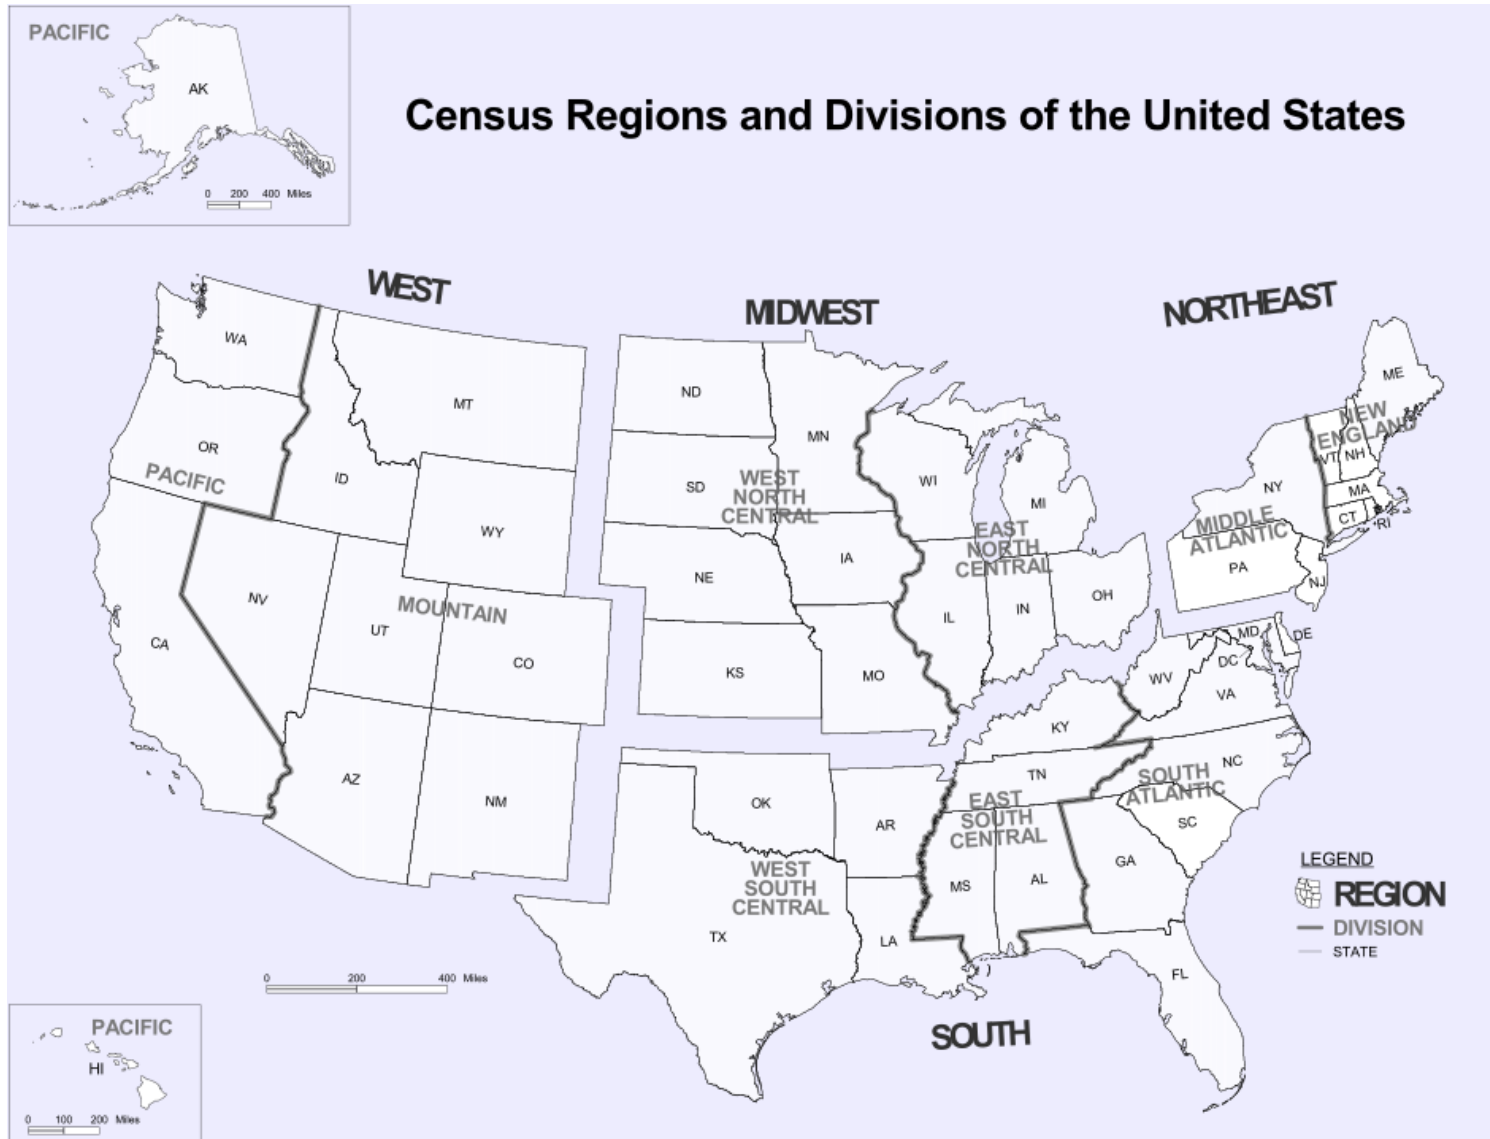 PACIFIC
AK
0 200 400 Miles
Census Regions and Divisions of the United States
WEST
MIDWEST
NORTHEAST
WA
MT
OR
ID
PACIFIC
WY
NV
UT
MOUNTAIN
CO
CA
AZ
NM
ND
MN
SD
WEST
NORTH
CENTRAL
IA
NE
KS
MO
WI
MI
EAST
NORTH
CENTRAL
IL
IN
OH
ME
NEW
ENGLAND
VT
NH
MA
CT
RI
NY
MIDDLE
ATLANTIC
PA
NJ
MD
DE
DC
WV
VA
KY
TN
NC
SOUTH
ATLANTIC
SC
GA
FL
EAST
SOUTH
CENTRAL
MS
AL
OK
AR
WEST
SOUTH
CENTRAL
TX
LA
SOUTH
LEGEND
REGION
DIVISION
STATE
0 200 400 Miles
PACIFIC
HI
0 100 200 Miles